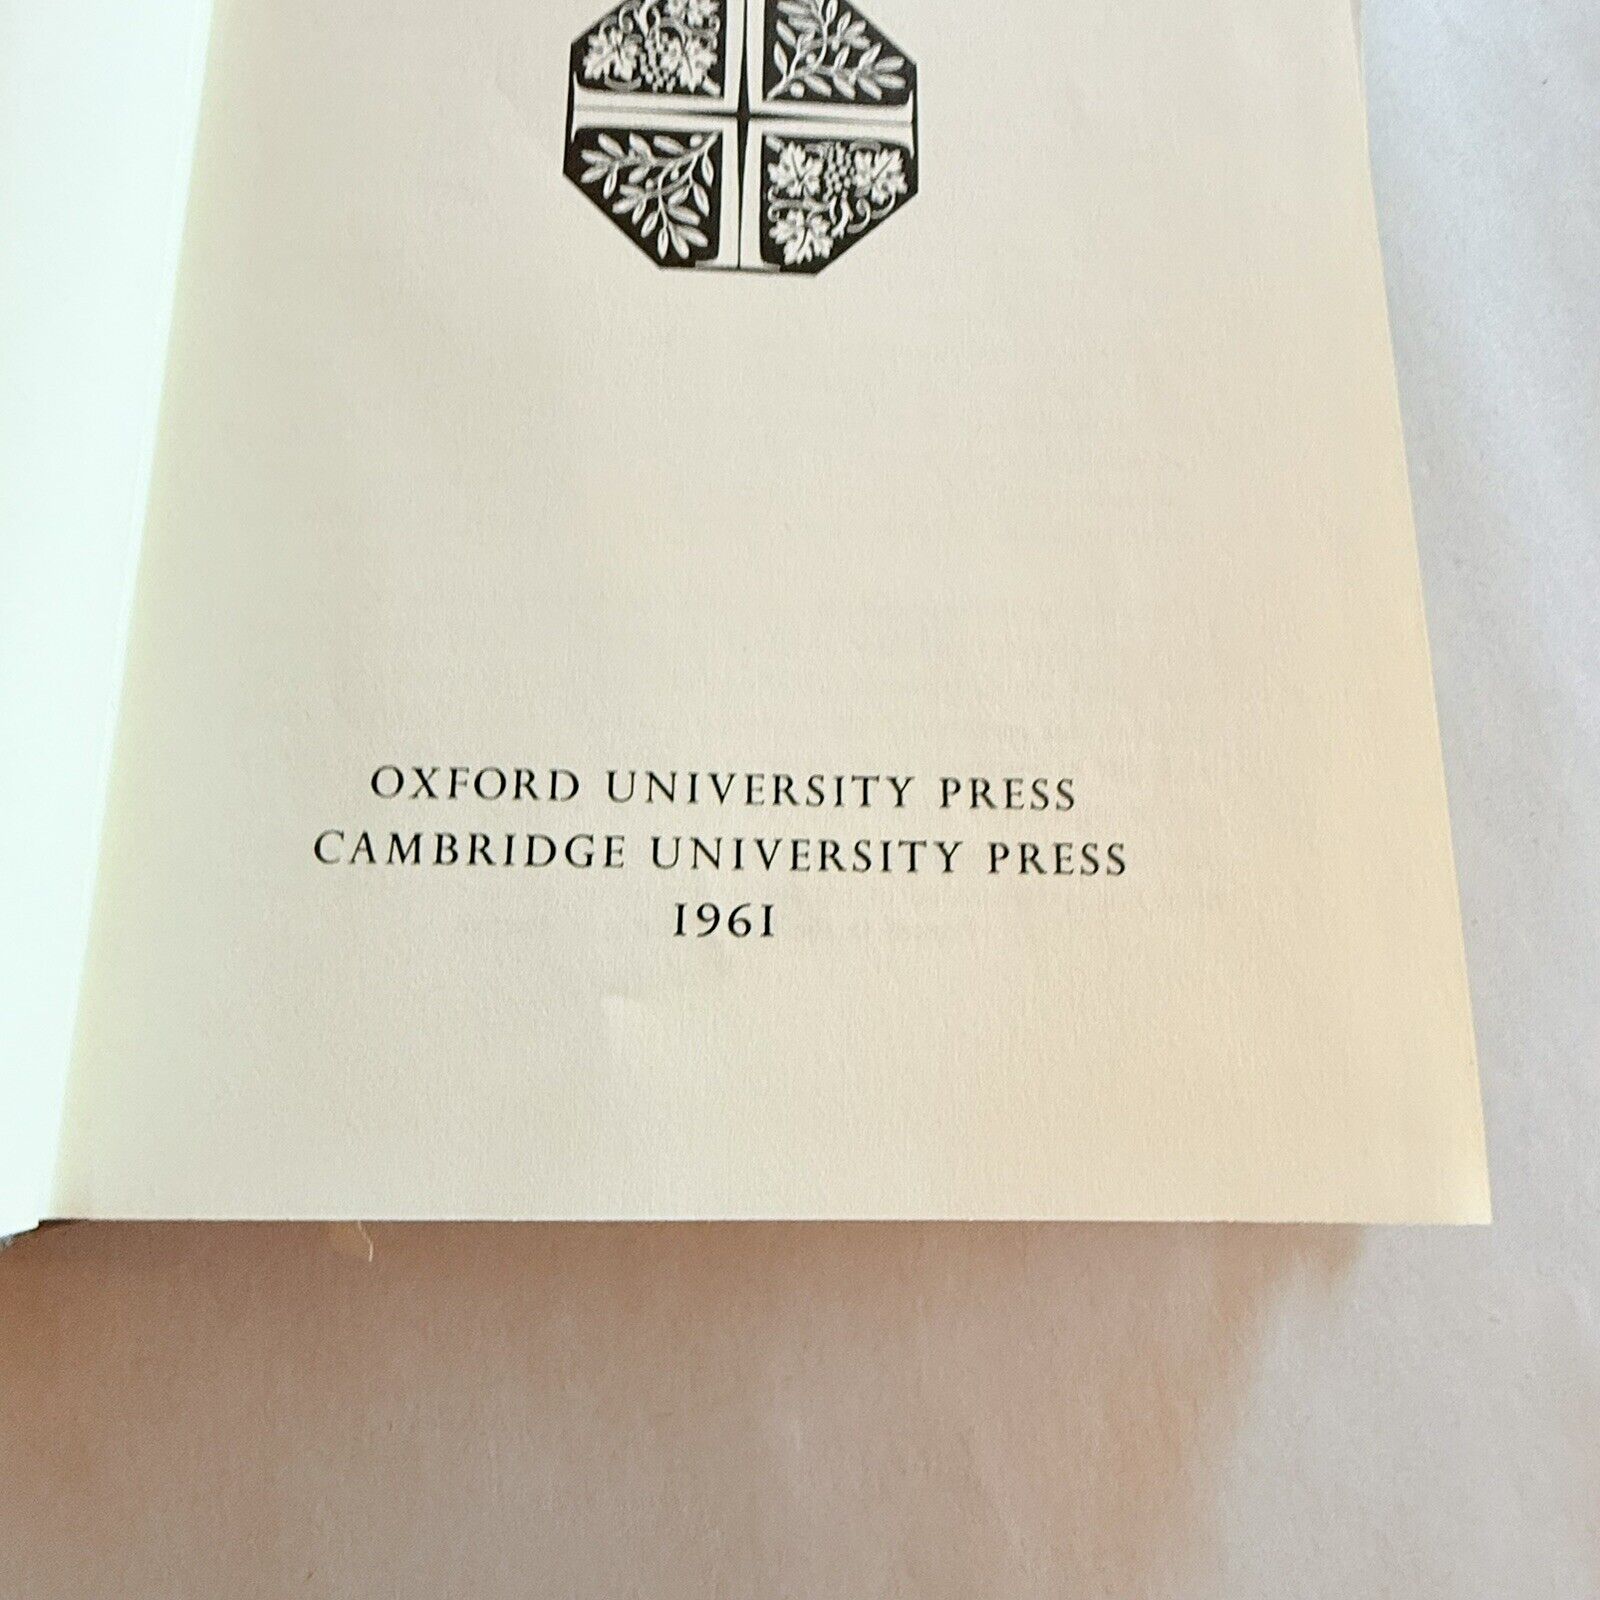 OXFORD UNIVERSITY PRESS
CAMBRIDGE UNIVERSITY PRESS
1961